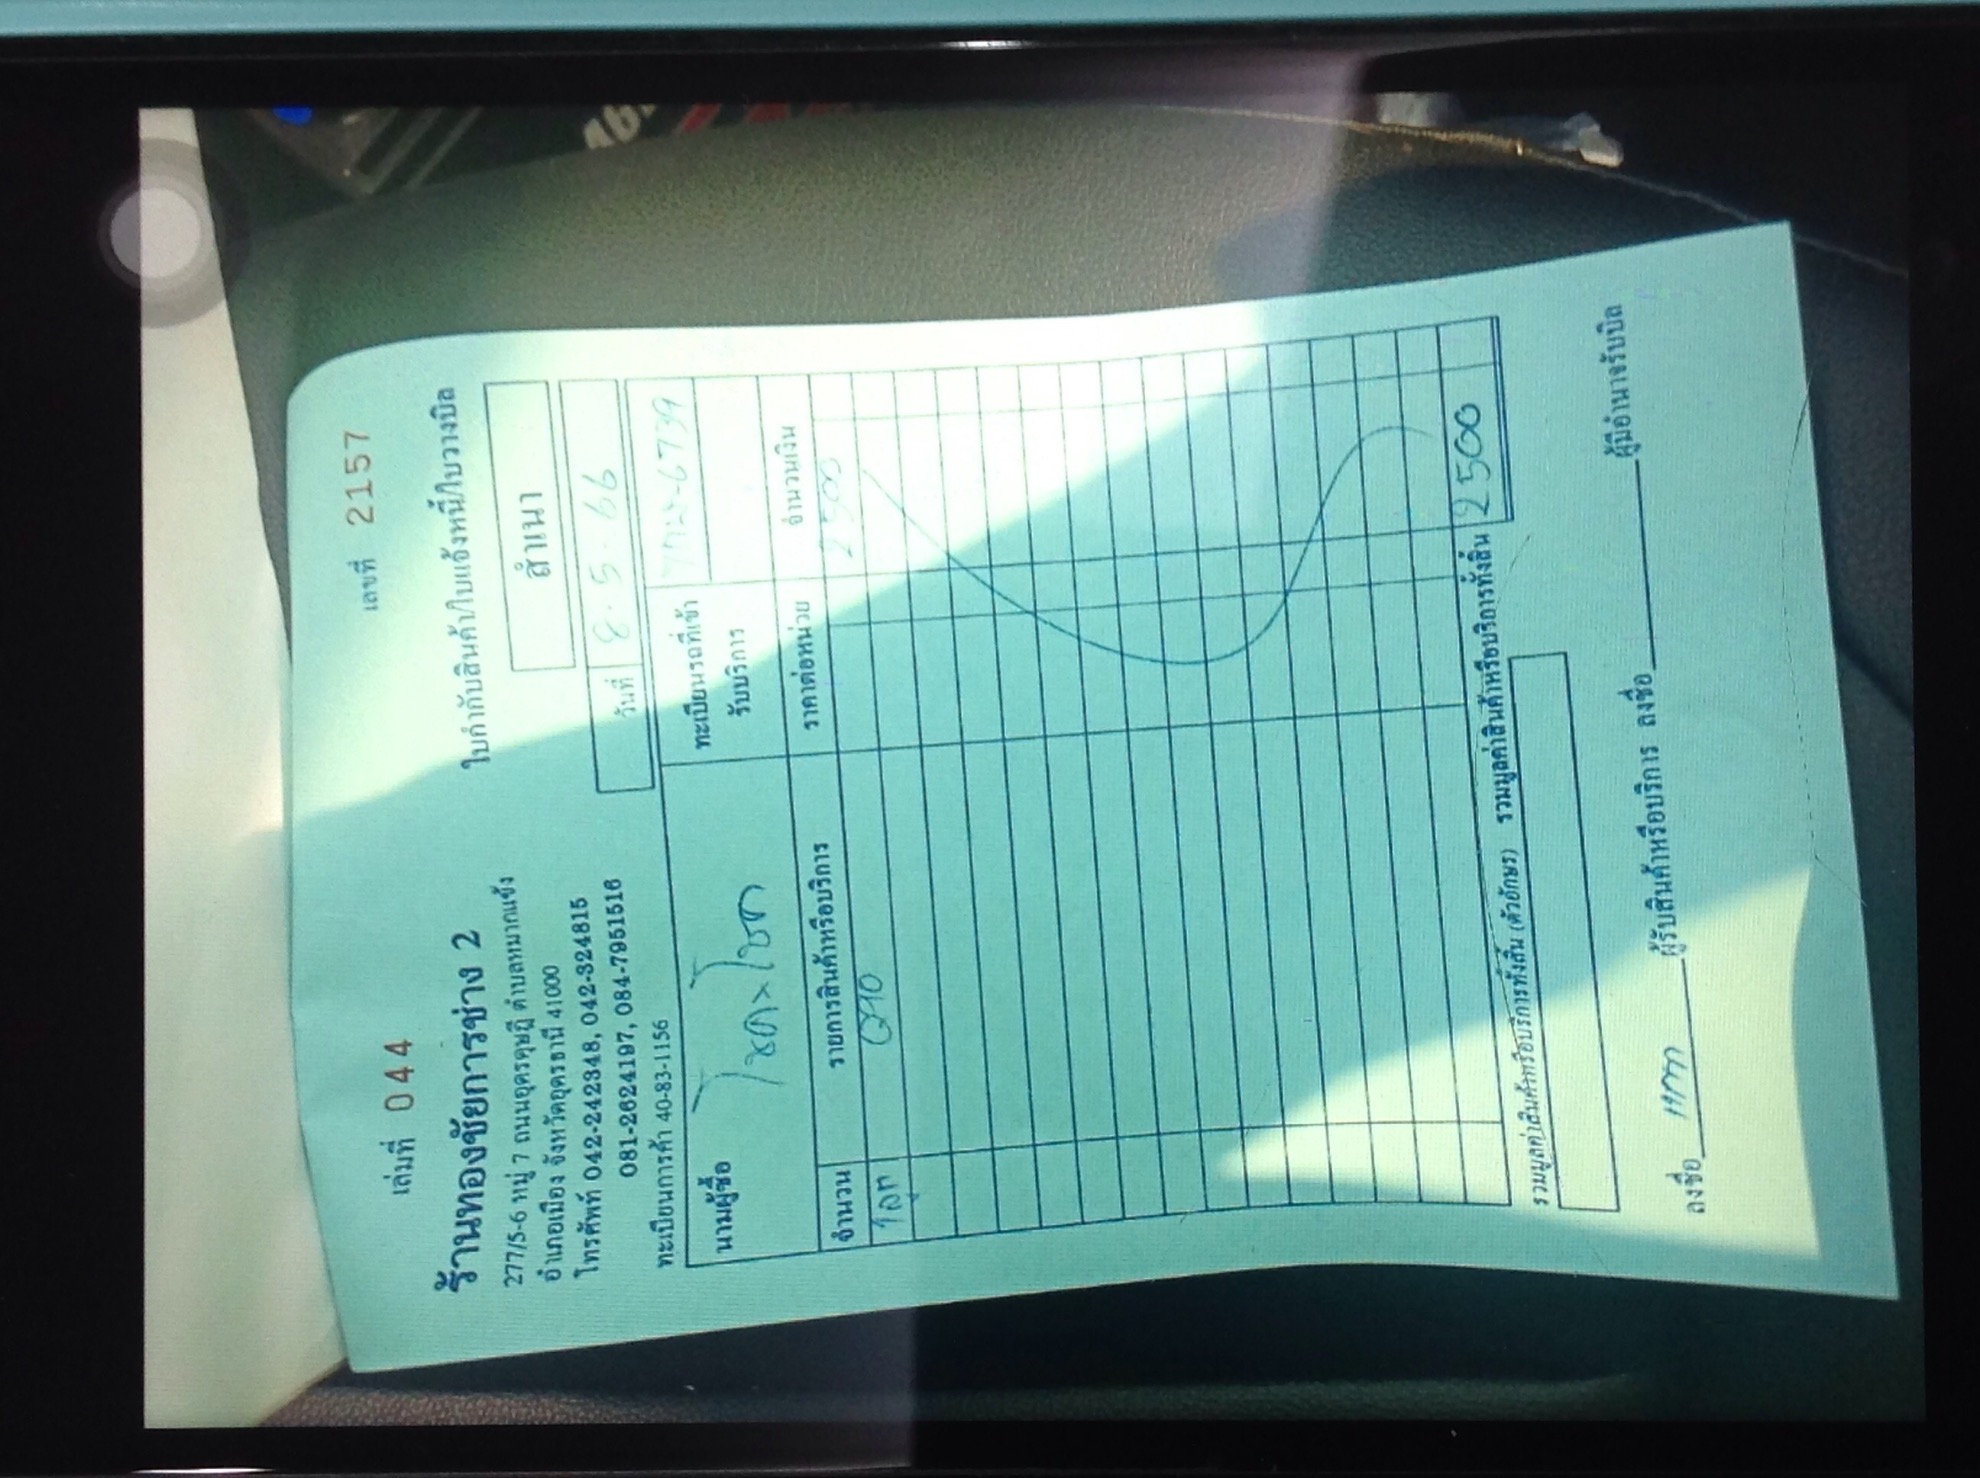 เล่มที่ 044 เลขที่ 2157
ร้านทองชัยการช่าง 2
ใบกำกับสินค้า/ใบแจ้งหนี้/ใบวางบิล
277/5-6 หมู่ 7 ถนนอุดรดุษฎี ตำบลหมากแข้ง
อำเภอเมือง จังหวัดอุดรธานี 41000
สำเนา
โทรศัพท์ 042-242348, 042-324815
081-2624197, 084-7951516
วันที่ 8-5-66
ทะเบียนการค้า 40-83-1156
นามผู้ซื้อ
ทะเบียนรถที่เข้า
รับบริการ
จำนวน รายการสินค้าหรือบริการ ราคาต่อหน่วย จำนวนเงิน
1 ลูก 2500
รวมมูลค่าสินค้าหรือบริการทั้งสิ้น (ตัวอักษร) รวมมูลค่าสินค้าหรือบริการทั้งสิ้น 2500
ลงชื่อ ผู้รับสินค้าหรือบริการ ลงชื่อ ผู้มีอำนาจรับบิล